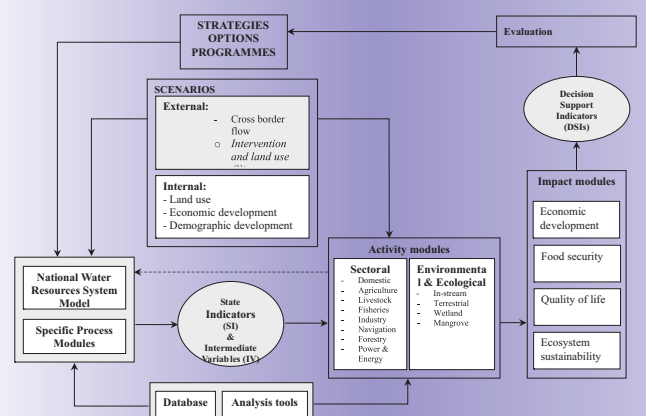 STRATEGIES
OPTIONS
PROGRAMMES
Evaluation
SCENARIOS
External:
- Cross border
flow
o Intervention
and land use
Internal:
- Land use
- Economic development
- Demographic development
Decision
Support
Indicators
(DSIs)
Impact modules
Economic
development
Food security
Quality of life
Ecosystem
sustainability
Activity modules
Sectoral
- Domestic
- Agriculture
- Livestock
- Fisheries
- Industry
- Navigation
- Forestry
- Power &
Energy
Environmenta
l & Ecological
- In-stream
- Terrestrial
- Wetland
- Mangrove
National Water
Resources System
Model
Specific Process
Modules
State
Indicators
(SI)
&
Intermediate
Variables (IV)
Database
Analysis tools